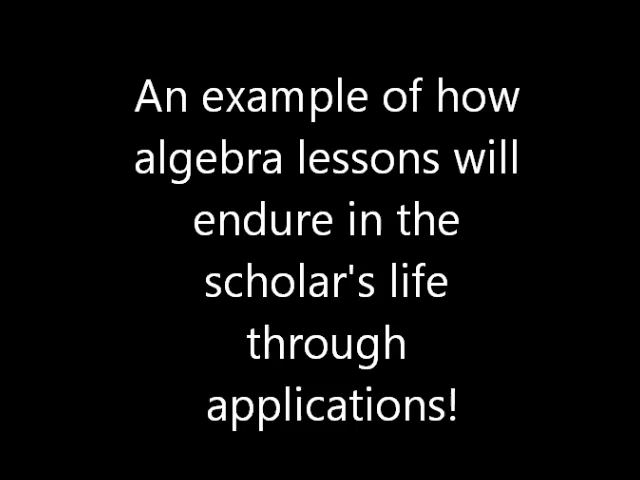 An example of how
algebra lessons will
endure in the
scholar's life
through
applications!